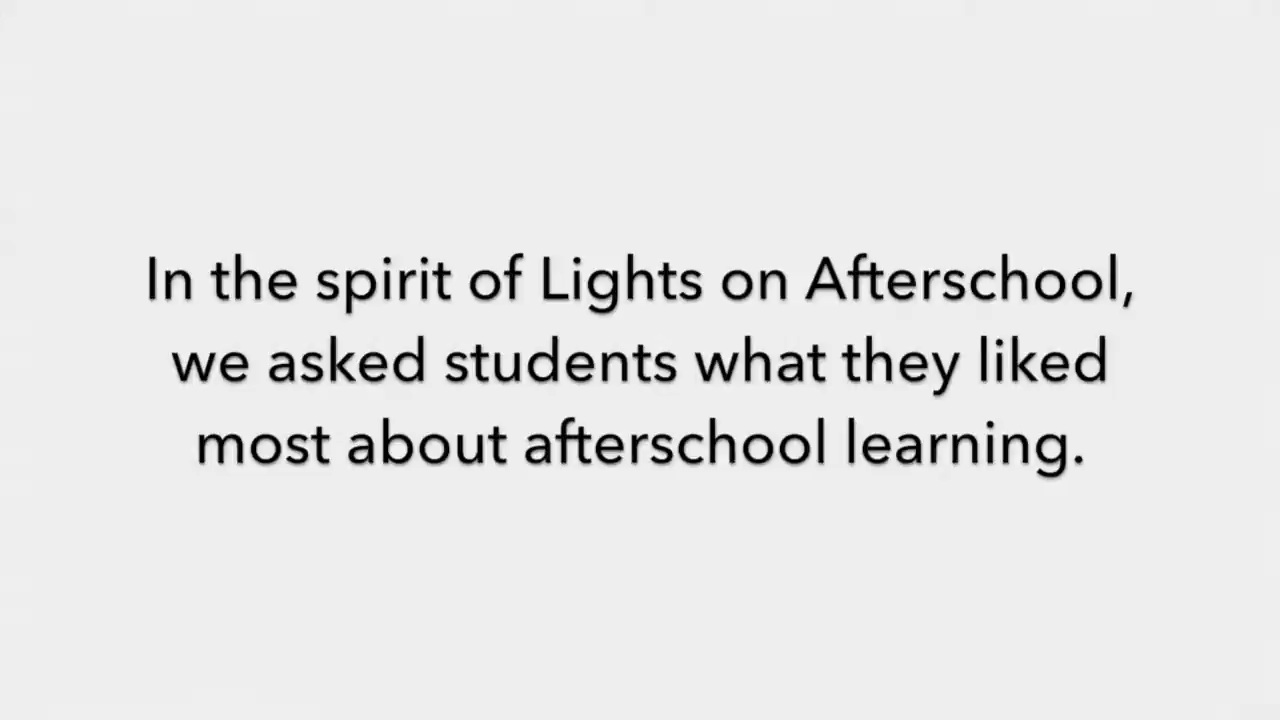 In the spirit of Lights on Afterschool,
we asked students what they liked
most about afterschool learning.